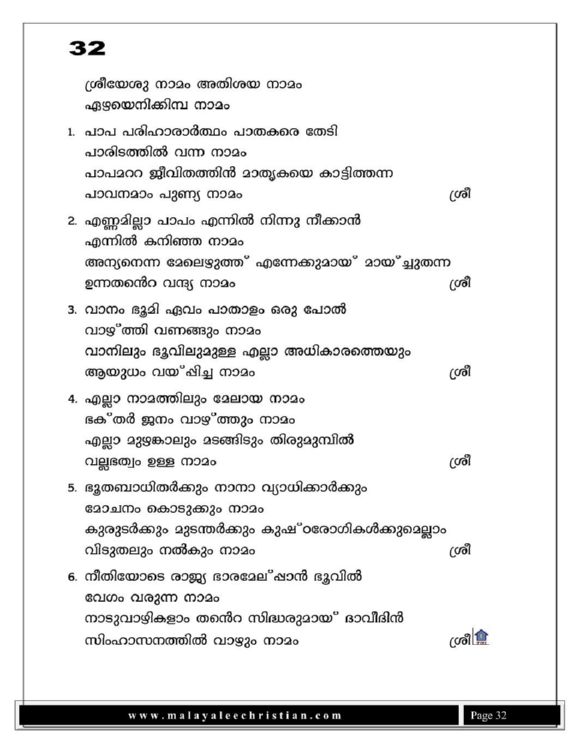 32
ശ്രീയേശു നാമം അതിശയ നാമം
ഏഴയെനിക്കിമ്പ നാമം
1. പാപ പരിഹാരാർത്ഥം പാതകരെ തേടി
പാരിടത്തിൽ വന്ന നാമം
പാപമററ ജീവിതത്തിൻ മാതൃകയെ കാട്ടിത്തന്ന
പാവനമാം പുണ്യ നാമം ശ്രീ
2. എണ്ണമില്ലാ പാപം എന്നിൽ നിന്നു നീക്കാൻ
എന്നിൽ കനിഞ്ഞ നാമം
അന്യനെന്ന മേലെഴുത്ത് എന്നേക്കുമായ് മായ്ച്ചുതന്ന
ഉന്നതൻെറ വന്ദ്യ നാമം ശ്രീ
3. വാനം ഭൂമി ഏവം പാതാളം ഒരു പോൽ
വാഴ്ത്തി വണങ്ങും നാമം
വാനിലും ഭൂവിലുമുള്ള എല്ലാ അധികാരത്തെയും
ആയുധം വയ്പ്പിച്ച നാമം ശ്രീ
4. എല്ലാ നാമത്തിലും മേലായ നാമം
ഭക്തർ ജനം വാഴ്ത്തും നാമം
എല്ലാ മുഴങ്കാലും മടങ്ങിടും തിരുമുമ്പിൽ
വല്ലഭത്വം ഉള്ള നാമം ശ്രീ
5. ഭൂതബാധിതർക്കും നാനാ വ്യാധിക്കാർക്കും
മോചനം കൊടുക്കും നാമം
കുരുടർക്കും മുടന്തർക്കും കുഷ്ഠരോഗികൾക്കുമെല്ലാം
വിടുതലും നൽകും നാമം ശ്രീ
6. നീതിയോടെ രാജ്യ ഭാരമേല്പ്പാൻ ഭൂവിൽ
വേഗം വരുന്ന നാമം
നാടുവാഴികളാം തൻെറ സിദ്ധരുമായ് ദാവീദിൻ
സിംഹാസനത്തിൽ വാഴും നാമം ശ്രീ
www.malayaleechristian.com Page 32